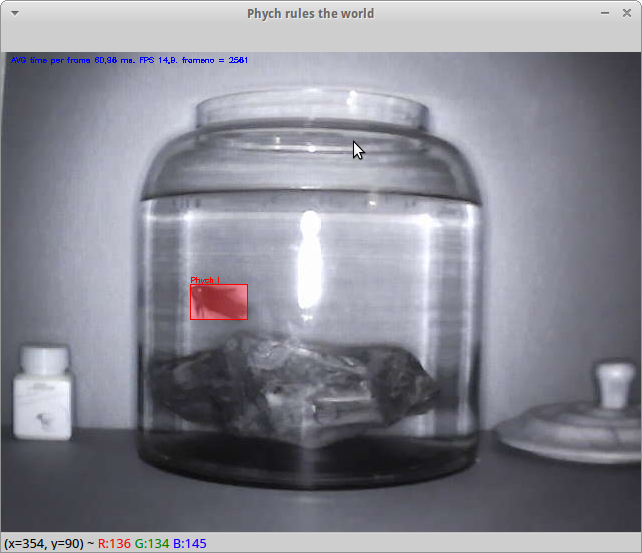 Phych rules the world
AVG time per frame 60,96 ms. FPS 14,9. frameno = 2561
Phych I
(x=354, y=90) ~ R:136 G:134 B:145